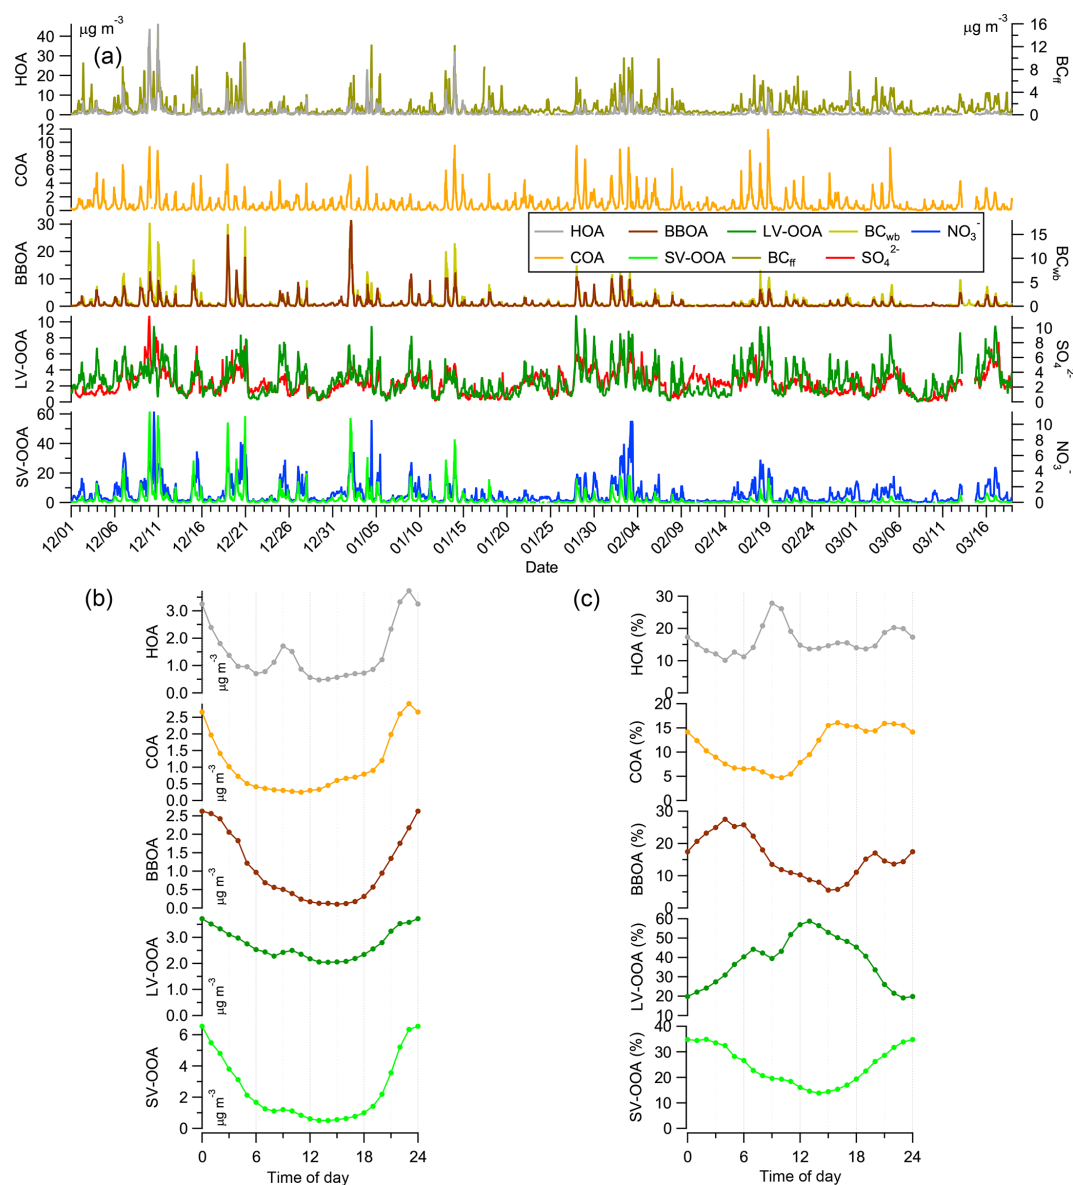 µg m⁻³
µg m⁻³
(a)
HOA
40
30
20
10
0
16
12
8
4
0
BCff
COA
12
10
8
6
4
2
0
BBOA
30
20
10
0
15
10
5
0
BCwb
HOA BBOA LV-OOA BCwb NO₃⁻
COA SV-OOA BCff SO₄²⁻
LV-OOA
10
8
6
4
2
0
10
8
6
4
2
0
SO₄²⁻
SV-OOA
60
40
20
0
10
8
6
4
2
0
NO₃⁻
12/01 12/06 12/11 12/16 12/21 12/26 12/31 01/05 01/10 01/15 01/20 01/25 01/30 02/04 02/09 02/14 02/19 02/24 03/01 03/06 03/11 03/16
Date
(b)
HOA
3.0
2.0
1.0
0.0
µg m⁻³
COA
2.5
2.0
1.5
1.0
0.5
0.0
µg m⁻³
BBOA
2.5
2.0
1.5
1.0
0.5
0.0
µg m⁻³
LV-OOA
3.0
2.0
1.0
0.0
µg m⁻³
SV-OOA
6
4
2
0
µg m⁻³
0 6 12 18 24
Time of day
(c)
HOA (%)
30
20
10
0
COA (%)
20
15
10
5
0
BBOA (%)
30
20
10
0
LV-OOA (%)
60
50
40
30
20
10
SV-OOA (%)
40
30
20
10
0
0 6 12 18 24
Time of day